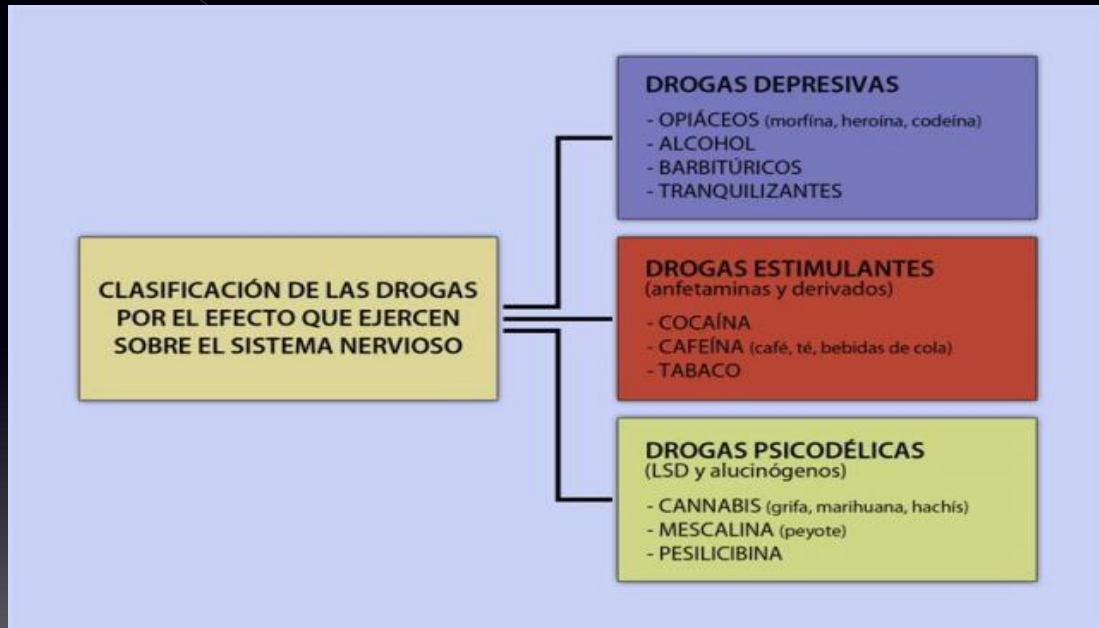 CLASIFICACIÓN DE LAS DROGAS
POR EL EFECTO QUE EJERCEN
SOBRE EL SISTEMA NERVIOSO
DROGAS DEPRESIVAS
- OPIÁCEOS (morfina, heroína, codeína)
- ALCOHOL
- BARBITÚRICOS
- TRANQUILIZANTES
DROGAS ESTIMULANTES
(anfetaminas y derivados)
- COCAÍNA
- CAFEÍNA (café, té, bebidas de cola)
- TABACO
DROGAS PSICODÉLICAS
(LSD y alucinógenos)
- CANNABIS (grifa, marihuana, hachís)
- MESCALINA (peyote)
- PESILICIBINA